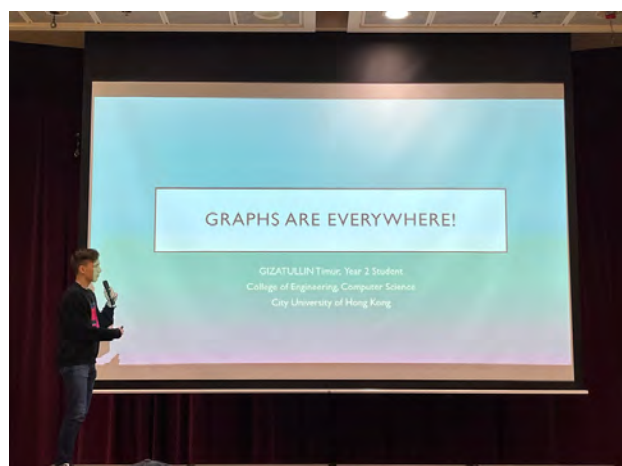 GRAPHS ARE EVERYWHERE!
GIZATULLIN Timur, Year 2 Student
College of Engineering, Computer Science
City University of Hong Kong